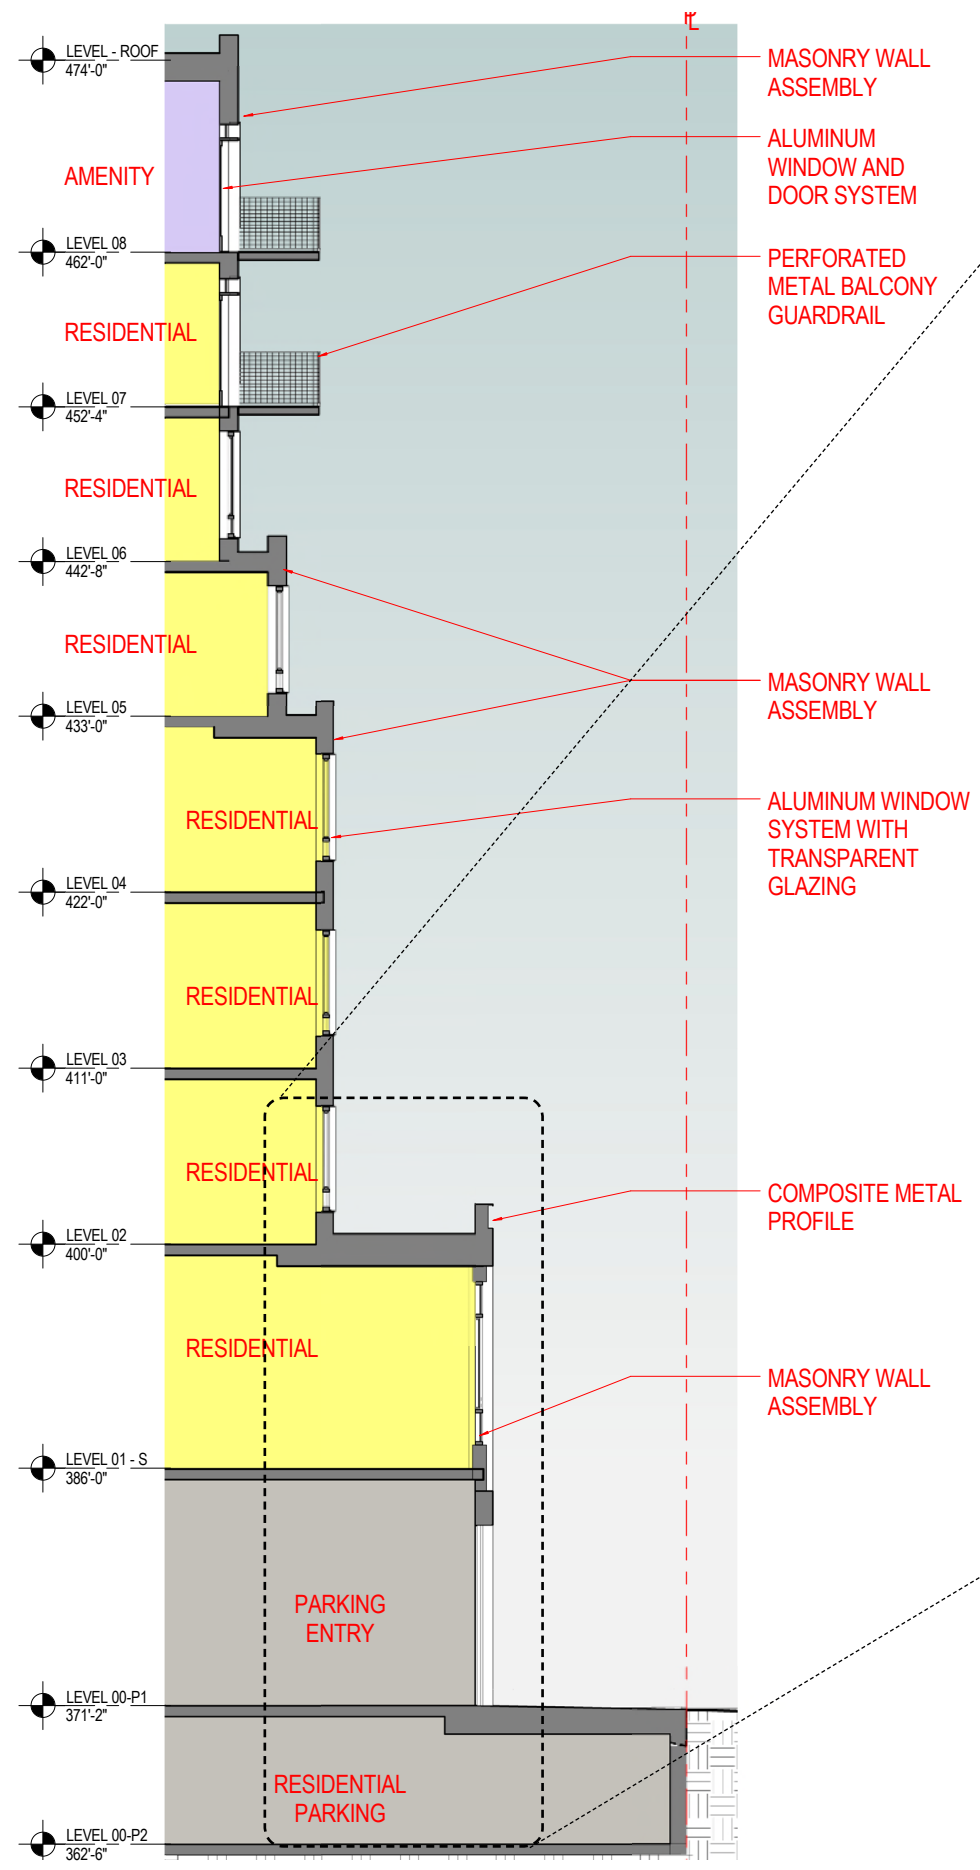 PL
LEVEL - ROOF
474'-0"
MASONRY WALL
ASSEMBLY
ALUMINUM
WINDOW AND
DOOR SYSTEM
AMENITY
LEVEL 08
462'-0"
PERFORATED
METAL BALCONY
GUARDRAIL
RESIDENTIAL
LEVEL 07
452'-4"
RESIDENTIAL
LEVEL 06
442'-8"
RESIDENTIAL
MASONRY WALL
ASSEMBLY
LEVEL 05
433'-0"
ALUMINUM WINDOW
SYSTEM WITH
TRANSPARENT
GLAZING
RESIDENTIAL
LEVEL 04
422'-0"
RESIDENTIAL
LEVEL 03
411'-0"
RESIDENTIAL
COMPOSITE METAL
PROFILE
LEVEL 02
400'-0"
RESIDENTIAL
MASONRY WALL
ASSEMBLY
LEVEL 01 - S
386'-0"
PARKING
ENTRY
LEVEL 00-P1
371'-2"
RESIDENTIAL
PARKING
LEVEL 00-P2
362'-6"